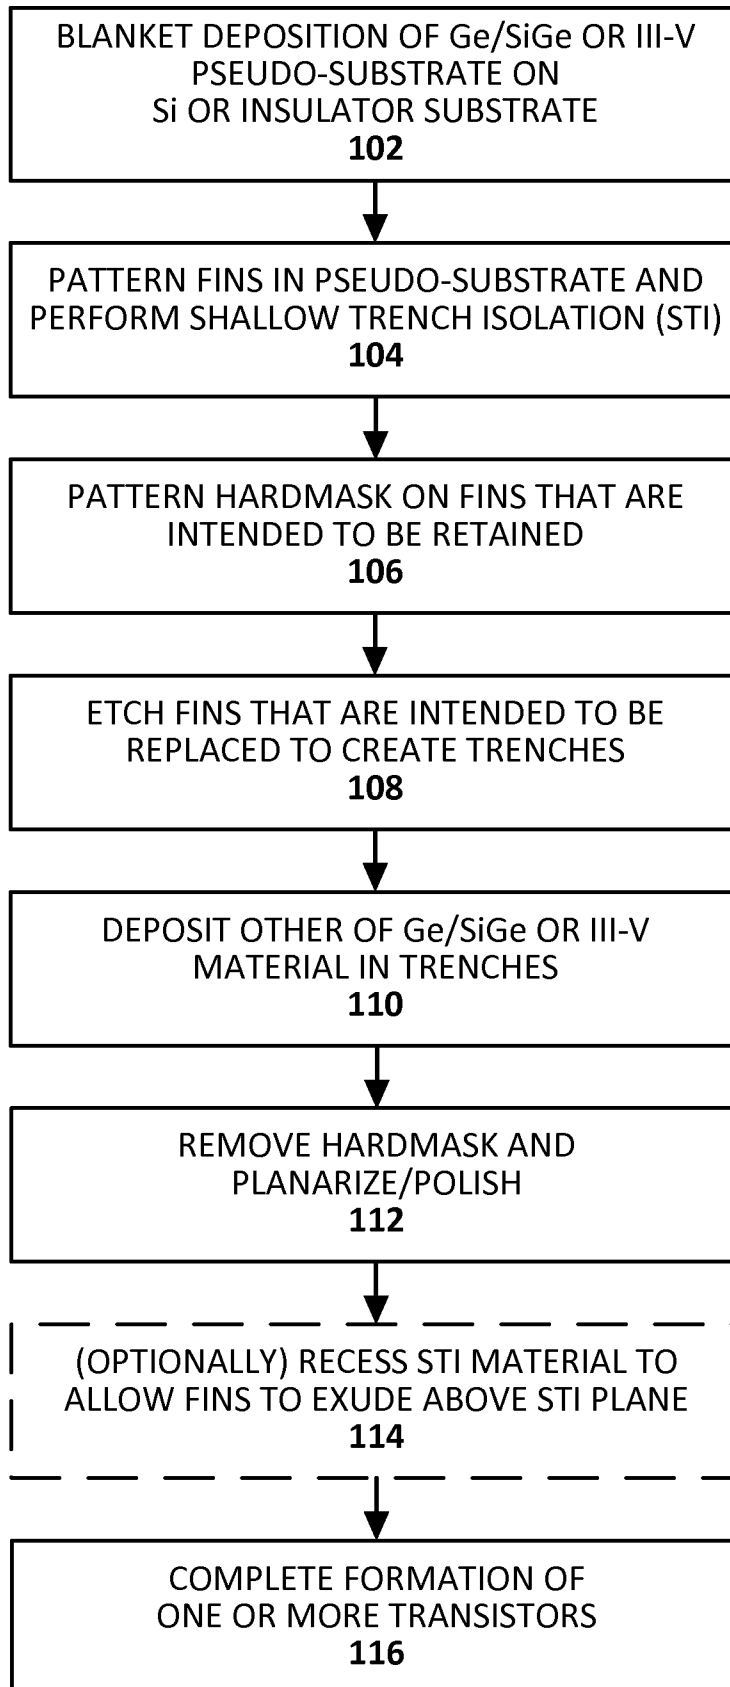 BLANKET DEPOSITION OF Ge/SiGe OR III-V
PSEUDO-SUBSTRATE ON
Si OR INSULATOR SUBSTRATE
102
PATTERN FINS IN PSEUDO-SUBSTRATE AND
PERFORM SHALLOW TRENCH ISOLATION (STI)
104
PATTERN HARDMASK ON FINS THAT ARE
INTENDED TO BE RETAINED
106
ETCH FINS THAT ARE INTENDED TO BE
REPLACED TO CREATE TRENCHES
108
DEPOSIT OTHER OF Ge/SiGe OR III-V
MATERIAL IN TRENCHES
110
REMOVE HARDMASK AND
PLANARIZE/POLISH
112
(OPTIONALLY) RECESS STI MATERIAL TO
ALLOW FINS TO EXUDE ABOVE STI PLANE
114
COMPLETE FORMATION OF
ONE OR MORE TRANSISTORS
116